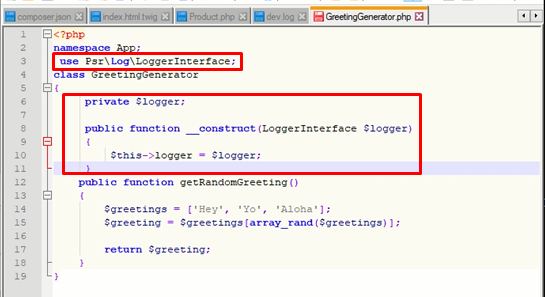 composer.json index.html.twig Product.php dev.log GreetingGenerator.php
1 <?php
2 namespace App;
3 use Psr\Log\LoggerInterface;
4 class GreetingGenerator
5 {
6 private $logger;
7
8 public function __construct(LoggerInterface $logger)
9 {
10 $this->logger = $logger;
11 }
12 public function getRandomGreeting()
13 {
14 $greetings = ['Hey', 'Yo', 'Aloha'];
15 $greeting = $greetings[array_rand($greetings)];
16
17 return $greeting;
18 }
19 }